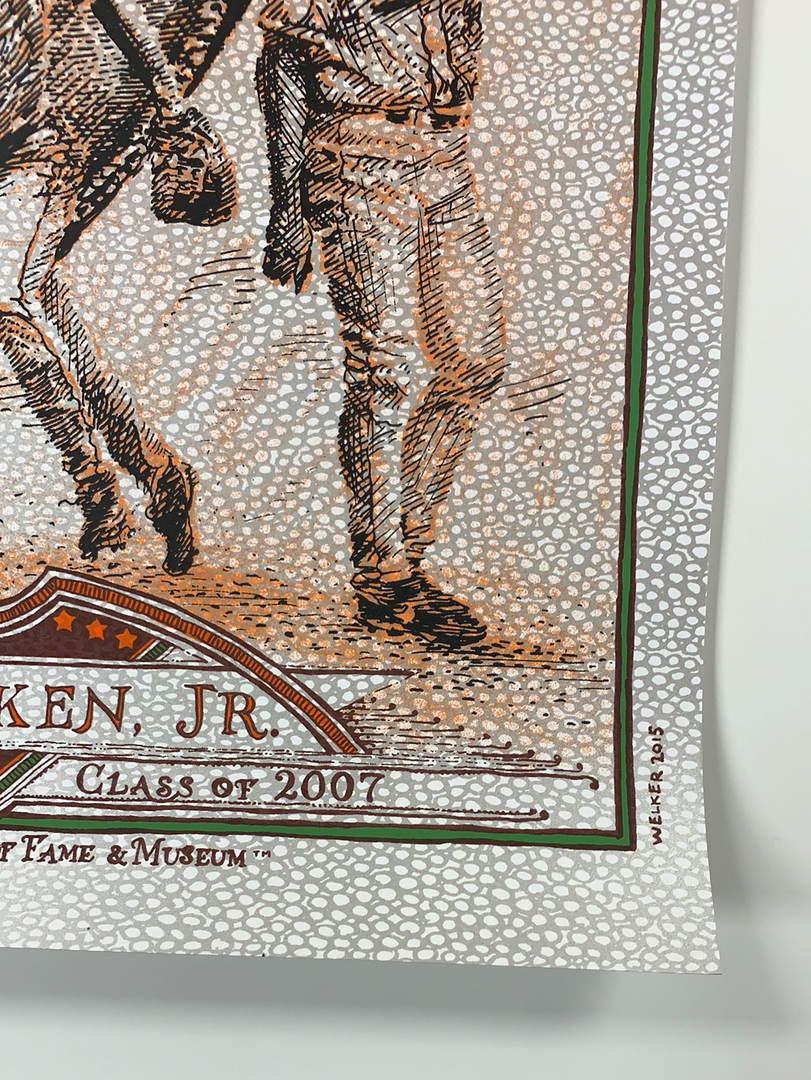 KEN, JR.
CLASS OF 2007
F FAME & MUSEUM™
WELKER 2015